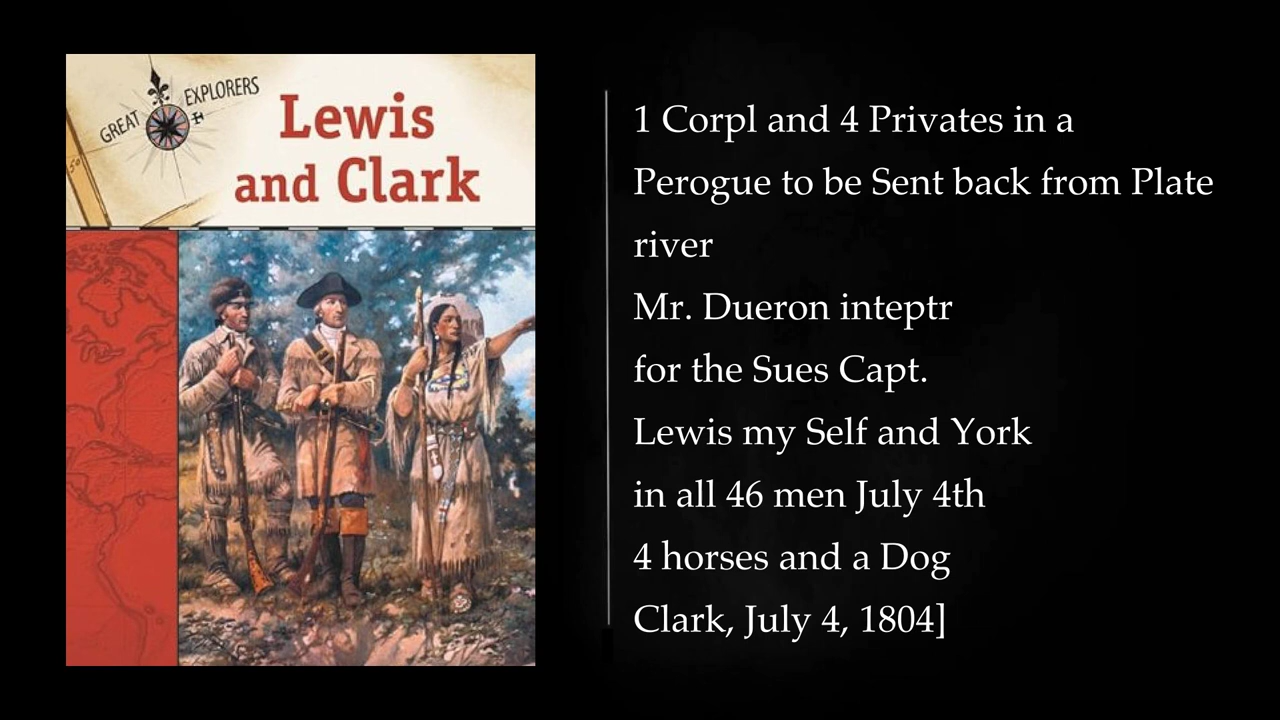 GREAT EXPLORERS
Lewis
and Clark
1 Corpl and 4 Privates in a
Perogue to be Sent back from Plate
river
Mr. Dueron inteptr
for the Sues Capt.
Lewis my Self and York
in all 46 men July 4th
4 horses and a Dog
Clark, July 4, 1804]